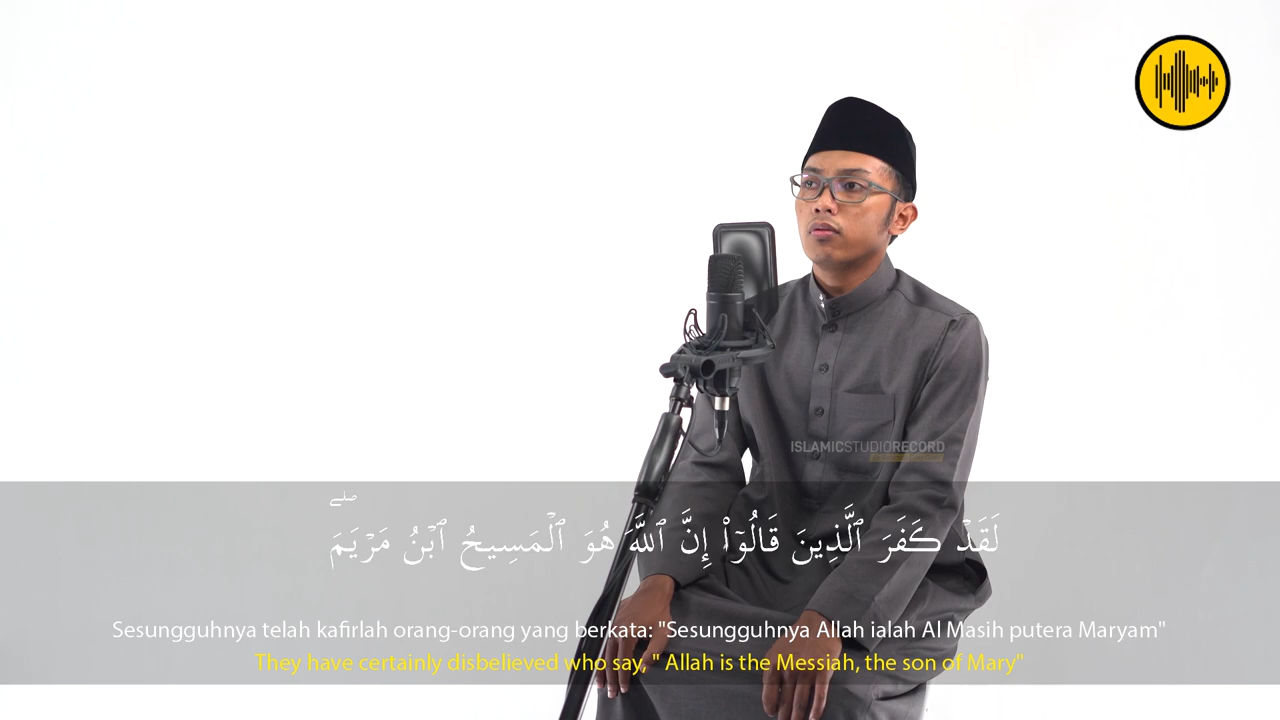 ISLAMICSTUDIORECORD
لَقَدْ كَفَرَ ٱلَّذِينَ قَالُوٓا۟ إِنَّ ٱللَّهَ هُوَ ٱلْمَسِيحُ ٱبْنُ مَرْيَمَ ۖ
Sesungguhnya telah kafirlah orang-orang yang berkata: "Sesungguhnya Allah ialah Al Masih putera Maryam"
They have certainly disbelieved who say, " Allah is the Messiah, the son of Mary"